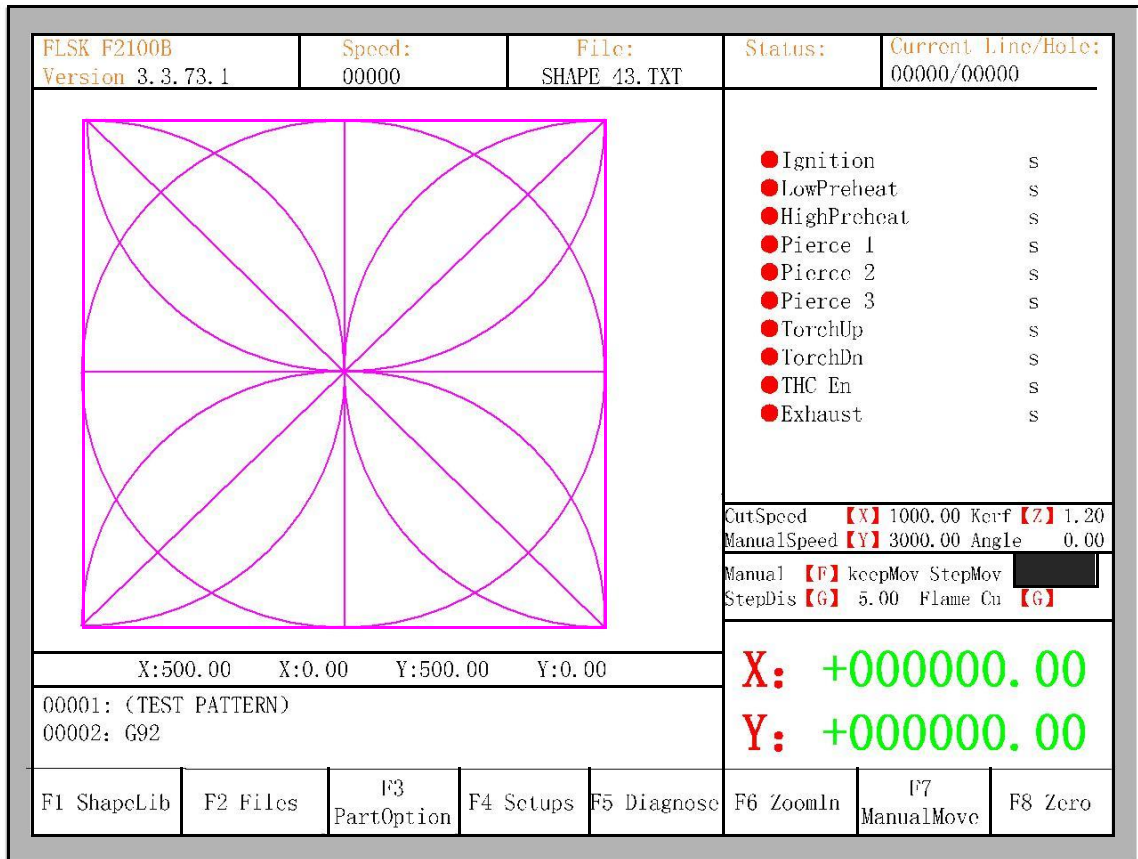 FLSK F2100B
Version 3.3.73.1
Speed:
00000
File:
SHAPE_43.TXT
Status:
Current Line/Hole:
00000/00000
Ignition s
LowPreheat s
HighPreheat s
Pierce 1 s
Pierce 2 s
Pierce 3 s
TorchUp s
TorchDn s
THC En s
Exhaust s
CutSpeed 【X】 1000.00 Kerf 【Z】 1.20
ManualSpeed 【Y】 3000.00 Angle 0.00
Manual 【F】 keepMov StepMov
StepDis 【G】 5.00 Flame Cu 【G】
X:500.00 X:0.00 Y:500.00 Y:0.00
X: +000000.00
Y: +000000.00
00001: (TEST PATTERN)
00002: G92
F1 ShapeLib
F2 Files
F3
PartOption
F4 Setups
F5 Diagnose
F6 ZoomIn
F7
ManualMove
F8 Zero